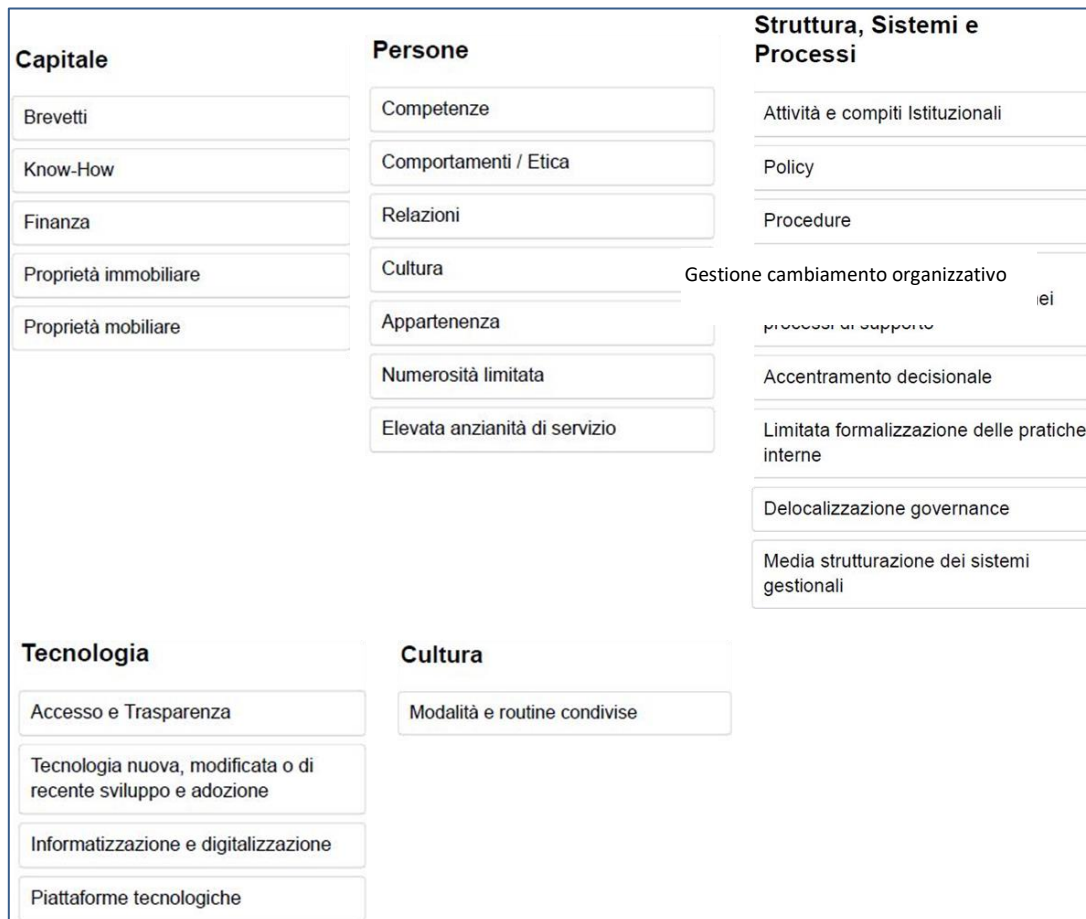 Capitale
Brevetti
Know-How
Finanza
Proprietà immobiliare
Proprietà mobiliare
Persone
Competenze
Comportamenti / Etica
Relazioni
Cultura
Appartenenza
Numerosità limitata
Elevata anzianità di servizio
Struttura, Sistemi e
Processi
Attività e compiti Istituzionali
Policy
Procedure
Gestione cambiamento organizzativo
processi di supporto
Accentramento decisionale
Limitata formalizzazione delle pratiche
interne
Delocalizzazione governance
Media strutturazione dei sistemi
gestionali
Tecnologia
Accesso e Trasparenza
Tecnologia nuova, modificata o di
recente sviluppo e adozione
Informatizzazione e digitalizzazione
Piattaforme tecnologiche
Cultura
Modalità e routine condivise